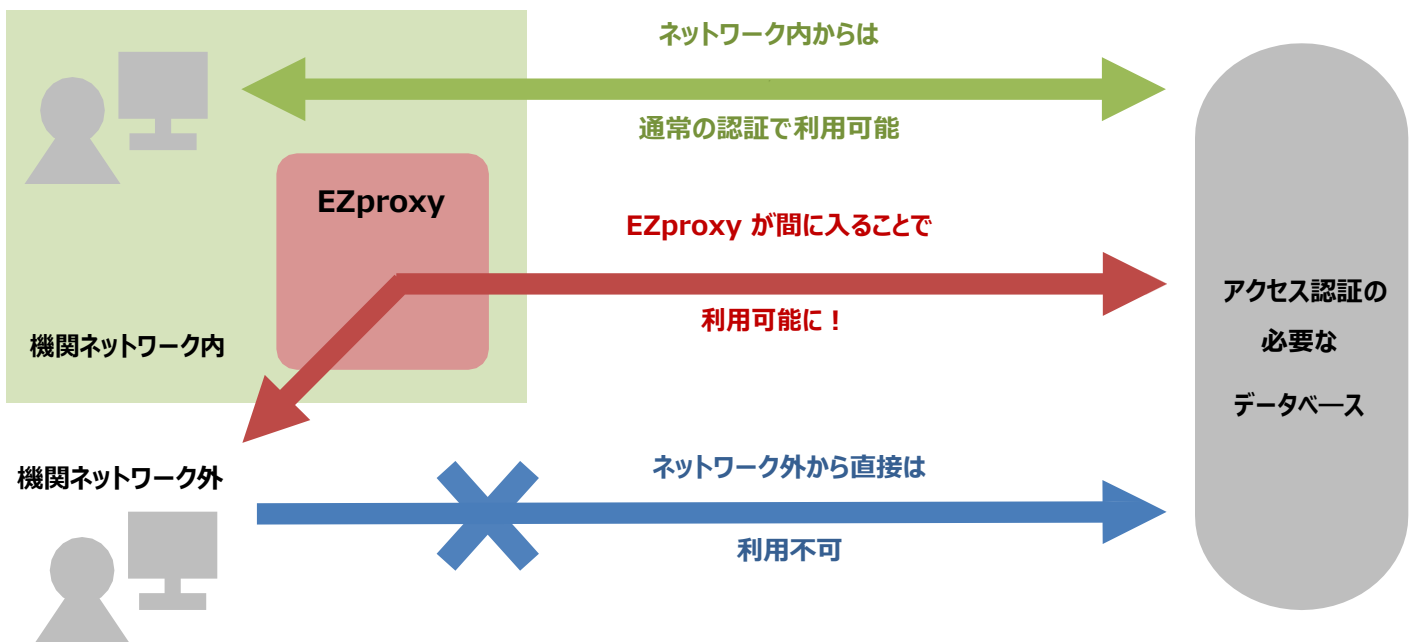 ネットワーク内からは
通常の認証で利用可能
EZproxy
EZproxy が間に入ることで
利用可能に！
機関ネットワーク内
アクセス認証の
必要な
データベース
機関ネットワーク外
ネットワーク外から直接は
利用不可